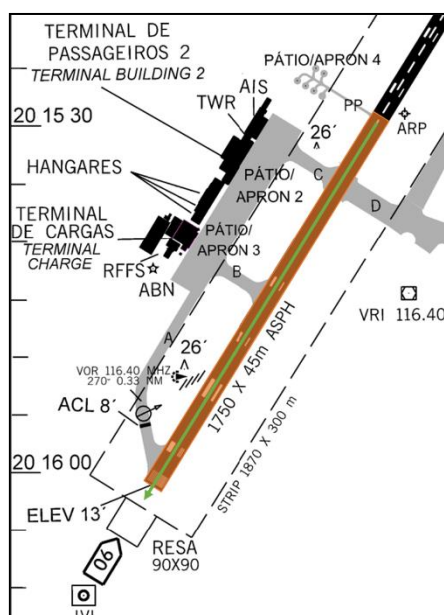 TERMINAL DE
PASSAGEIROS 2
TERMINAL BUILDING 2
PÁTIO/APRON 4
AIS
TWR
PP
ARP
20 15 30
26´
HANGARES
PÁTIO/
APRON 2
C
D
TERMINAL
DE CARGAS
TERMINAL
CHARGE
PÁTIO/
APRON 3
RFFS
ABN
B
VRI 116.40
A
26´
VOR 116.40 MHZ
270- 0.33 NM
1750 X 45m ASPH
ACL 8´
STRIP 1870 X 300 m
20 16 00
ELEV 13´
RESA
90X90
06